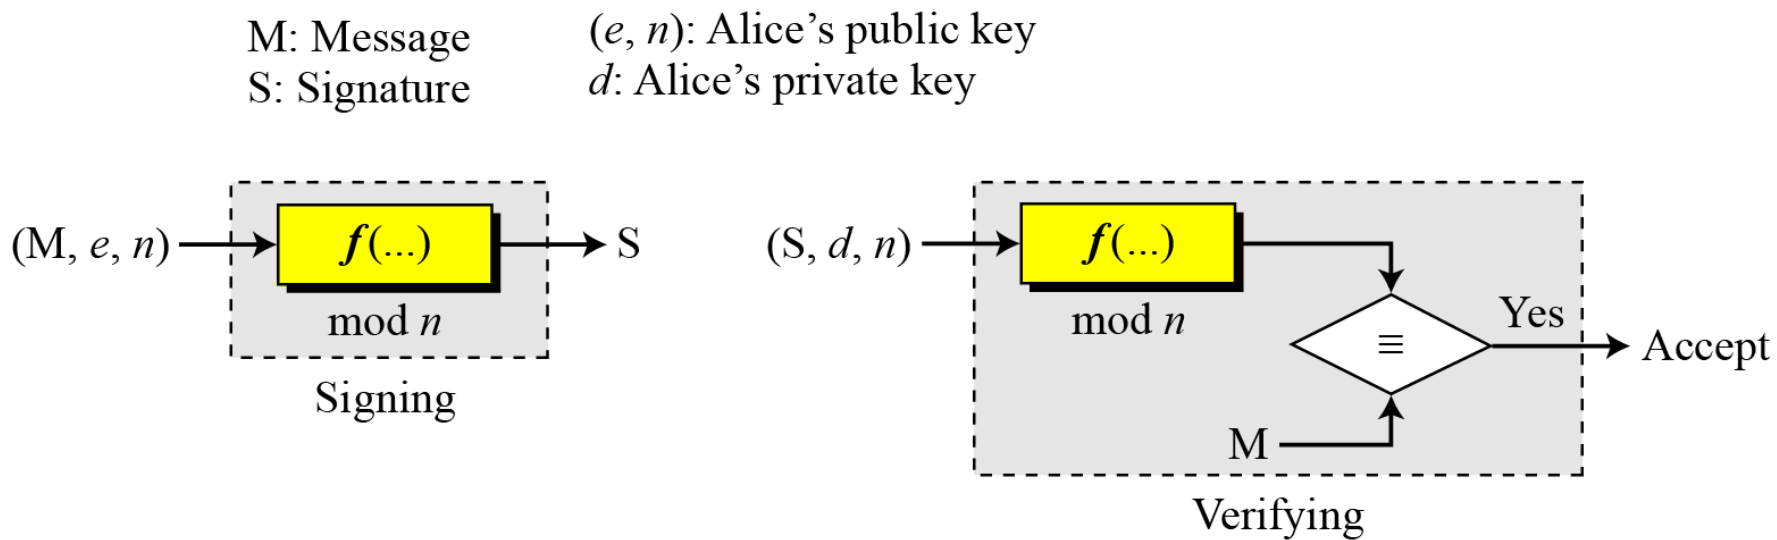 M: Message
S: Signature
(e, n): Alice’s public key
d: Alice’s private key
(M, e, n)
f(...)
mod n
S
Signing
(S, d, n)
f(...)
mod n
≡
Yes
Accept
M
Verifying